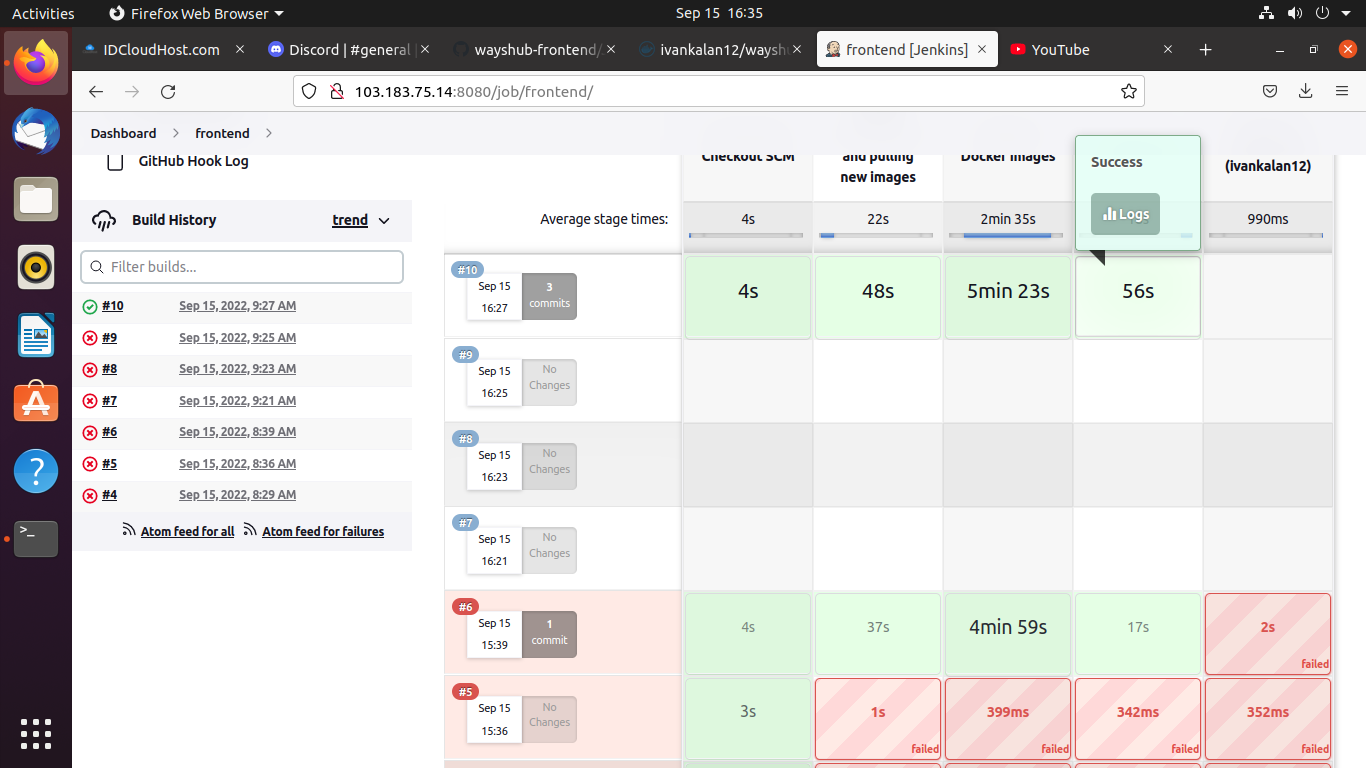 Activities
Firefox Web Browser
Sep 15 16:35
IDCloudHost.com
Discord | #general |
wayshub-frontend/
ivankalan12/wayshu
frontend [Jenkins]
YouTube
103.183.75.14:8080/job/frontend/
Dashboard
frontend
GitHub Hook Log
Build History
trend
Filter builds...
#10 Sep 15, 2022, 9:27 AM
#9 Sep 15, 2022, 9:25 AM
#8 Sep 15, 2022, 9:23 AM
#7 Sep 15, 2022, 9:21 AM
#6 Sep 15, 2022, 8:39 AM
#5 Sep 15, 2022, 8:36 AM
#4 Sep 15, 2022, 8:29 AM
Atom feed for all Atom feed for failures
Checkout SCM
and pulling
new images
Docker Images
(ivankalan12)
Success
Logs
Average stage times:
4s
22s
2min 35s
990ms
#10
Sep 15
16:27
3
commits
4s
48s
5min 23s
56s
#9
Sep 15
16:25
No
Changes
#8
Sep 15
16:23
No
Changes
#7
Sep 15
16:21
No
Changes
#6
Sep 15
15:39
1
commit
4s
37s
4min 59s
17s
2s
failed
#5
Sep 15
15:36
No
Changes
3s
1s
failed
399ms
failed
342ms
failed
352ms
failed